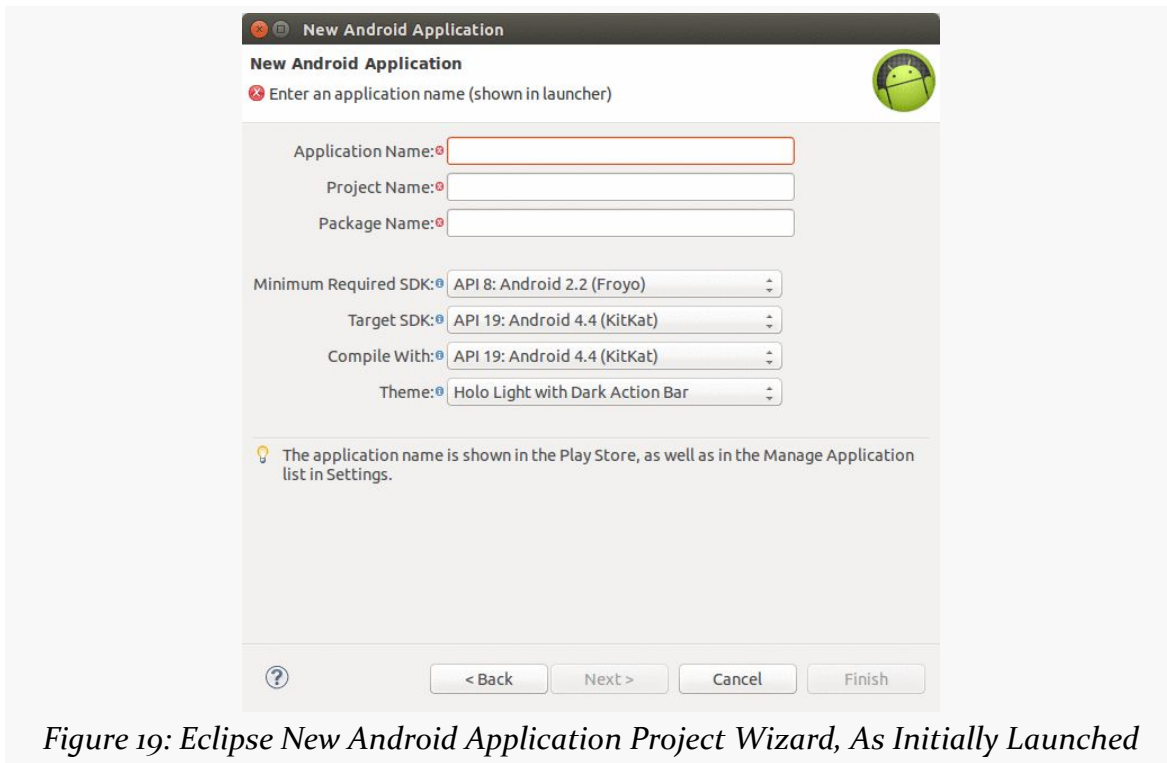 New Android Application
New Android Application
Enter an application name (shown in launcher)
Application Name:
Project Name:
Package Name:
Minimum Required SDK: API 8: Android 2.2 (Froyo)
Target SDK: API 19: Android 4.4 (KitKat)
Compile With: API 19: Android 4.4 (KitKat)
Theme: Holo Light with Dark Action Bar
The application name is shown in the Play Store, as well as in the Manage Application
list in Settings.
< Back Next > Cancel Finish
Figure 19: Eclipse New Android Application Project Wizard, As Initially Launched